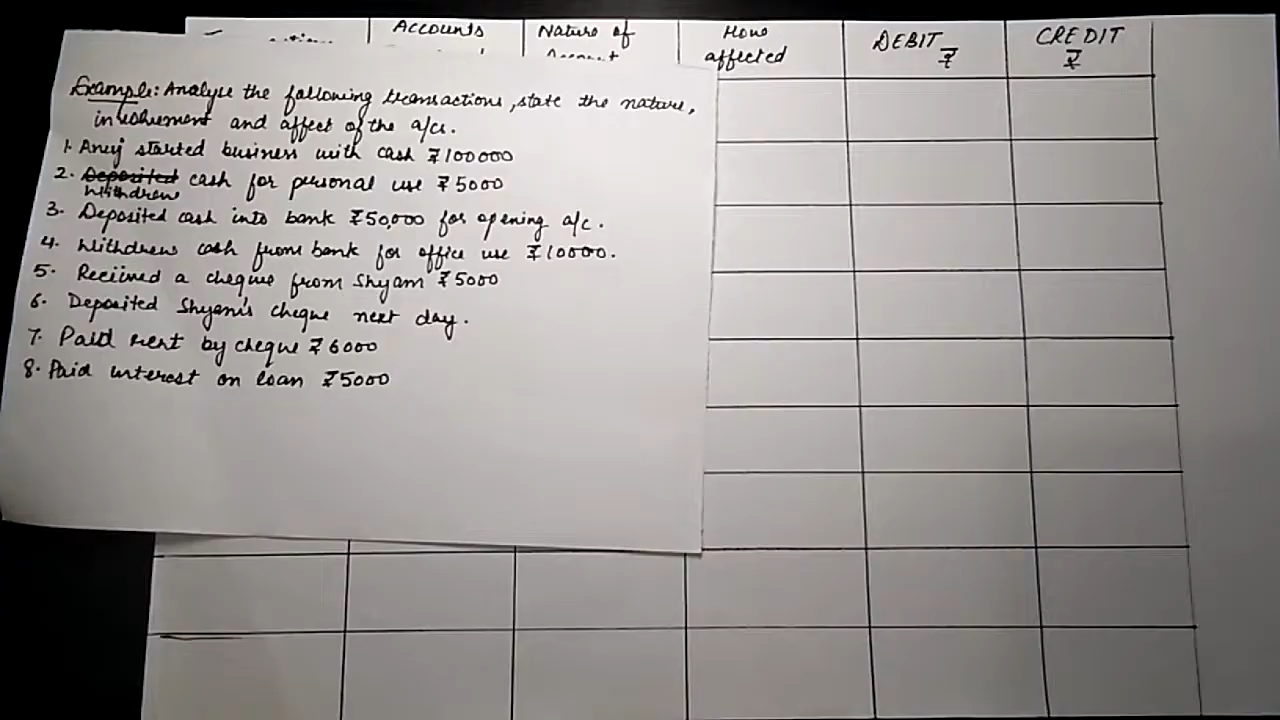 Accounts
Nature of
How
affected
DEBIT ₹
CREDIT ₹
Example: Analyse the following transactions, state the nature,
involvement and affect of the a/cs.
1. Anuj started business with cash ₹100000
2. Deposited cash for personal use ₹5000
Withdrew
3. Deposited cash into bank ₹50,000 for opening a/c.
4. Withdrew cash from bank for office use ₹10000.
5. Received a cheque from Shyam ₹5000
6. Deposited Shyam's cheque next day.
7. Paid rent by cheque ₹6000
8. Paid interest on loan ₹5000